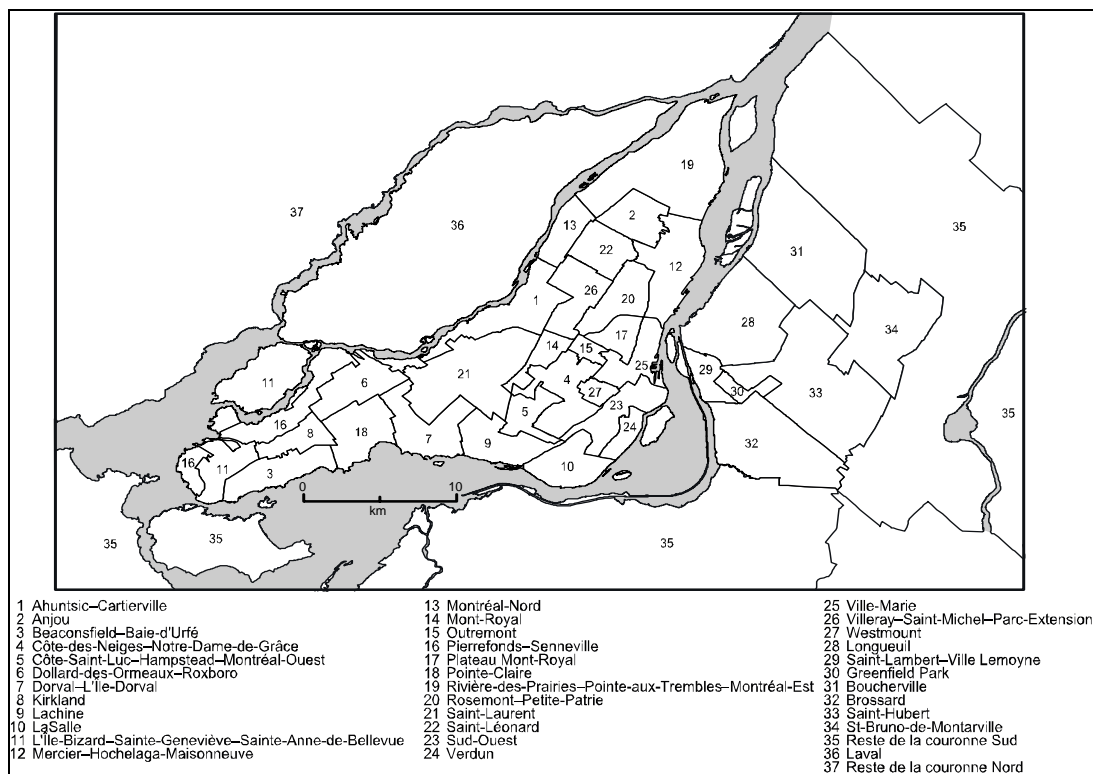 37
36
19
35
13
2
22
12
31
1
26
20
28
34
14
15
17
21
25
29
30
33
11
6
4
27
5
23
24
32
16
8
18
7
9
10
16
11
3
35
0
10
km
35
35
35
1 Ahuntsic–Cartierville
2 Anjou
3 Beaconsfield–Baie-d'Urfé
4 Côte-des-Neiges–Notre-Dame-de-Grâce
5 Côte-Saint-Luc–Hampstead–Montréal-Ouest
6 Dollard-des-Ormeaux–Roxboro
7 Dorval–L'Île-Dorval
8 Kirkland
9 Lachine
10 LaSalle
11 L'Île-Bizard–Sainte-Geneviève–Sainte-Anne-de-Bellevue
12 Mercier–Hochelaga-Maisonneuve
13 Montréal-Nord
14 Mont-Royal
15 Outremont
16 Pierrefonds–Senneville
17 Plateau Mont-Royal
18 Pointe-Claire
19 Rivière-des-Prairies–Pointe-aux-Trembles–Montréal-Est
20 Rosemont–Petite-Patrie
21 Saint-Laurent
22 Saint-Léonard
23 Sud-Ouest
24 Verdun
25 Ville-Marie
26 Villeray–Saint-Michel–Parc-Extension
27 Westmount
28 Longueuil
29 Saint-Lambert–Ville Lemoyne
30 Greenfield Park
31 Boucherville
32 Brossard
33 Saint-Hubert
34 St-Bruno-de-Montarville
35 Reste de la couronne Sud
36 Laval
37 Reste de la couronne Nord